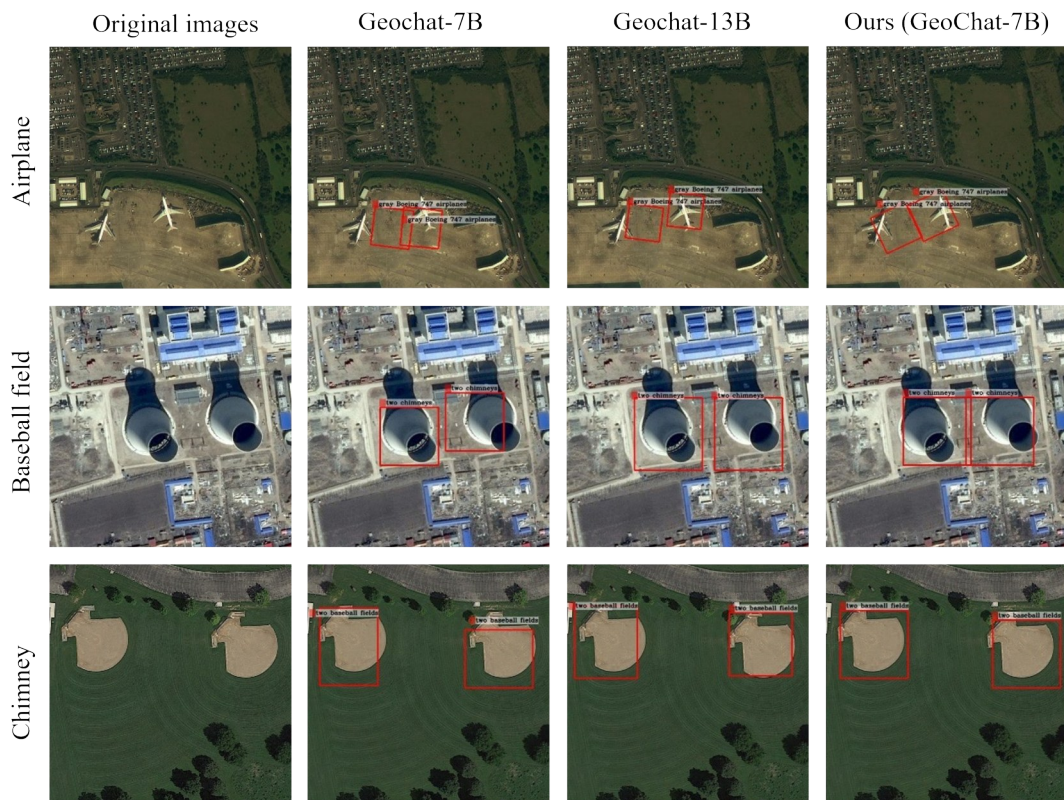 Original images
Geochat-7B
Geochat-13B
Ours (GeoChat-7B)
Airplane
gray Boeing 747 airplanes
gray Boeing 747 airplanes
gray Boeing 747 airplanes
gray Boeing 747 airplanes
gray Boeing 747 airplanes
gray Boeing 747 airplanes
Baseball field
two chimneys
two chimneys
two chimneys
two chimneys
two chimneys
two chimneys
Chimney
two baseball fields
two baseball fields
two baseball fields
two baseball fields
two baseball fields
two baseball fields